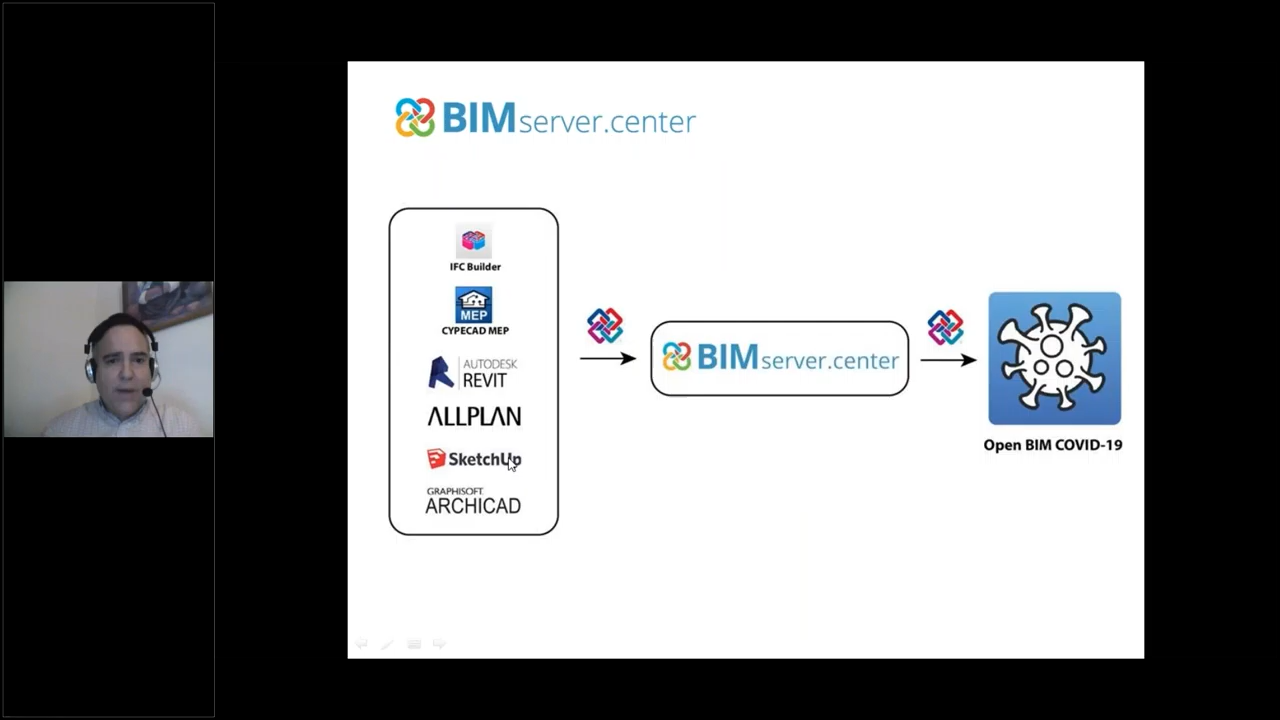 BIMserver.center
IFC Builder
MEP
CYPECAD MEP
AUTODESK
REVIT
ALLPLAN
SketchUp
GRAPHISOFT
ARCHICAD
BIMserver.center
Open BIM COVID-19